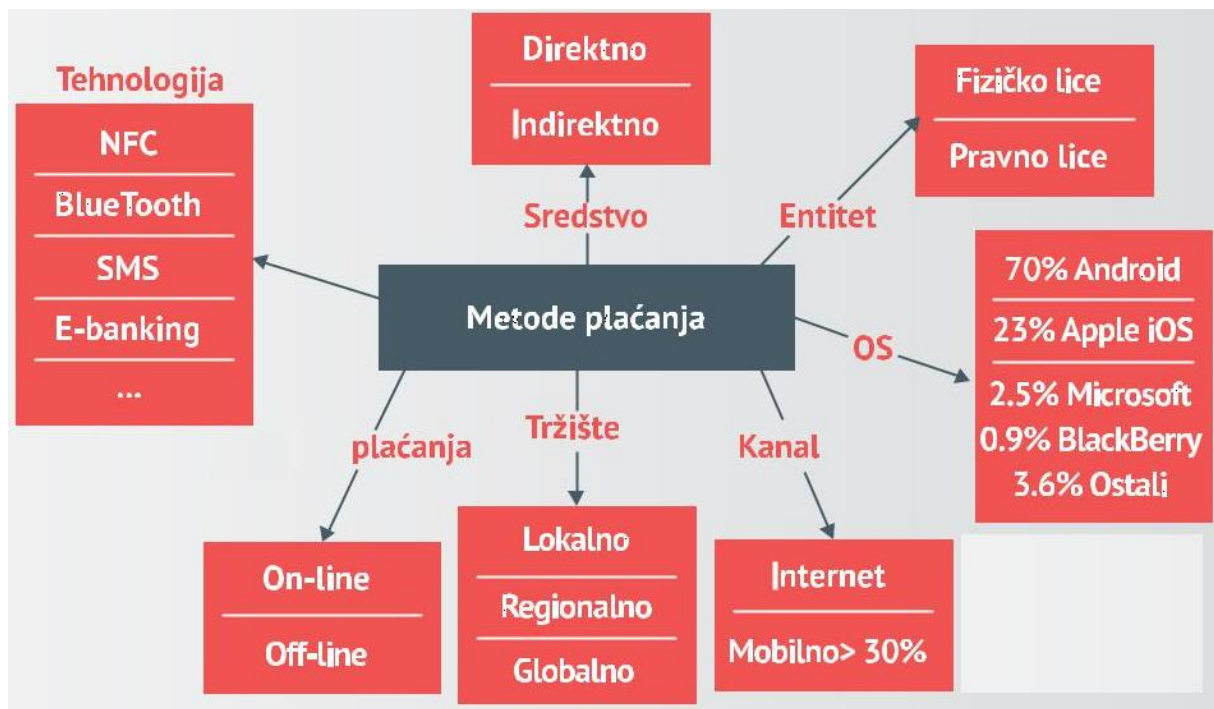 Direktno
Indirektno
Tehnologija
NFC
BlueTooth
SMS
E-banking
...
Fizičko lice
Pravno lice
Sredstvo
Entitet
Metode plaćanja
OS
70% Android
23% Apple iOS
2.5% Microsoft
0.9% BlackBerry
3.6% Ostali
plaćanja
Tržište
Kanal
On-line
Off-line
Lokalno
Regionalno
Globalno
Internet
Mobilno> 30%